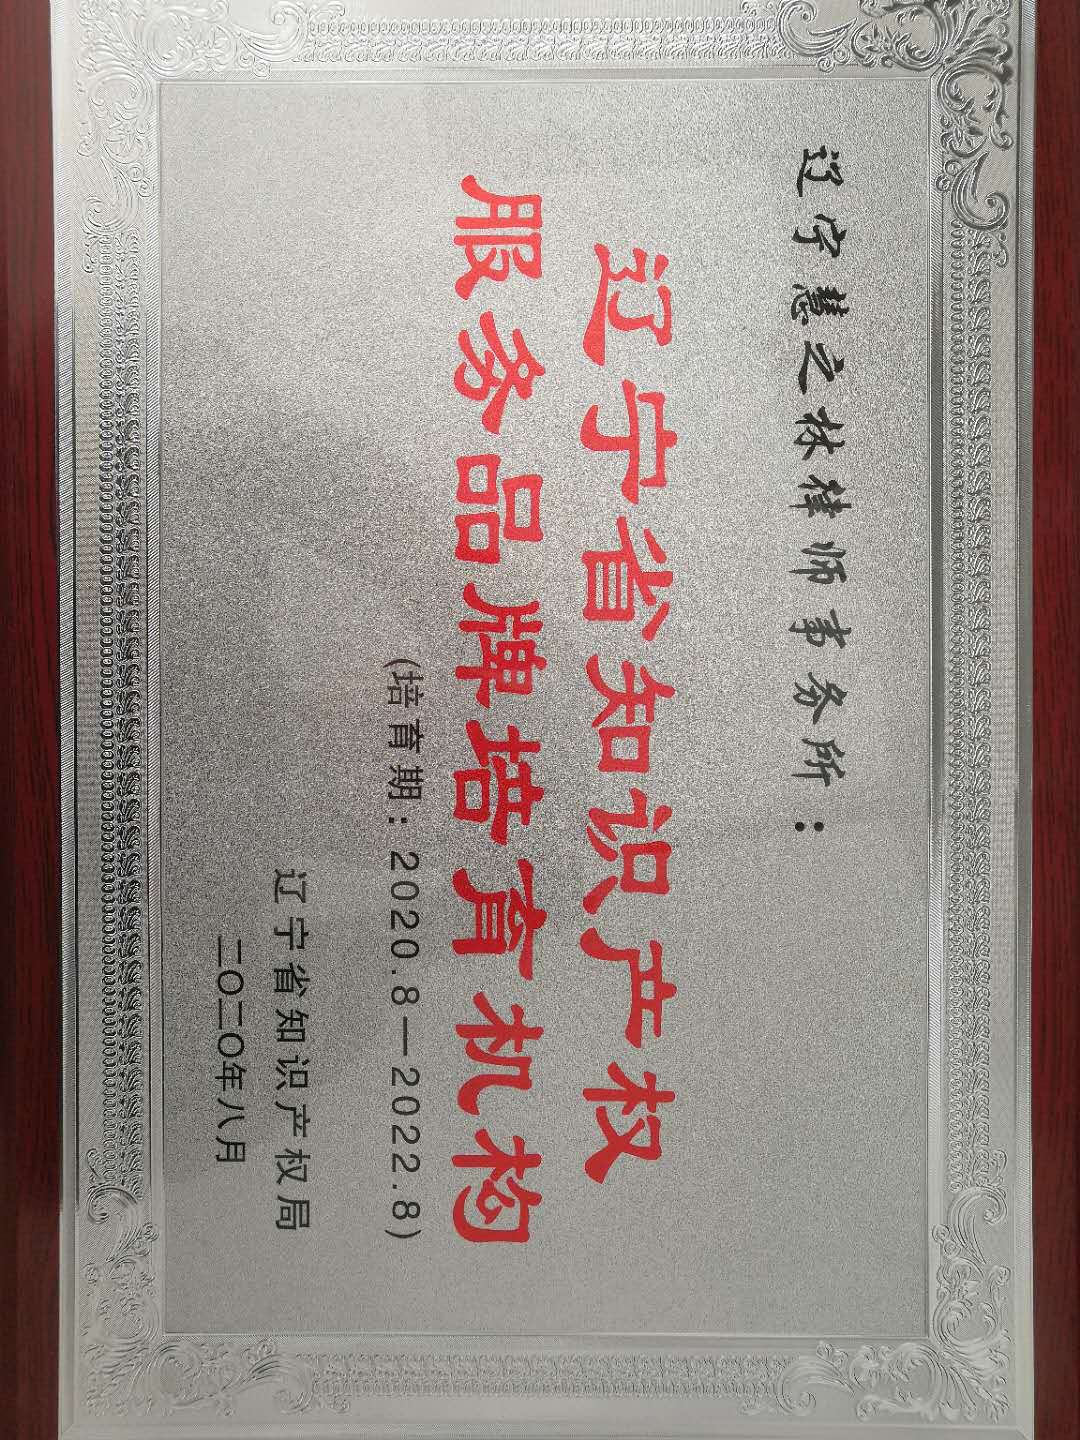 辽宁慧之林律师事务所：
辽宁省知识产权
服务品牌培育机构
(培育期：2020.8—2022.8)
辽宁省知识产权局
二〇二〇年八月